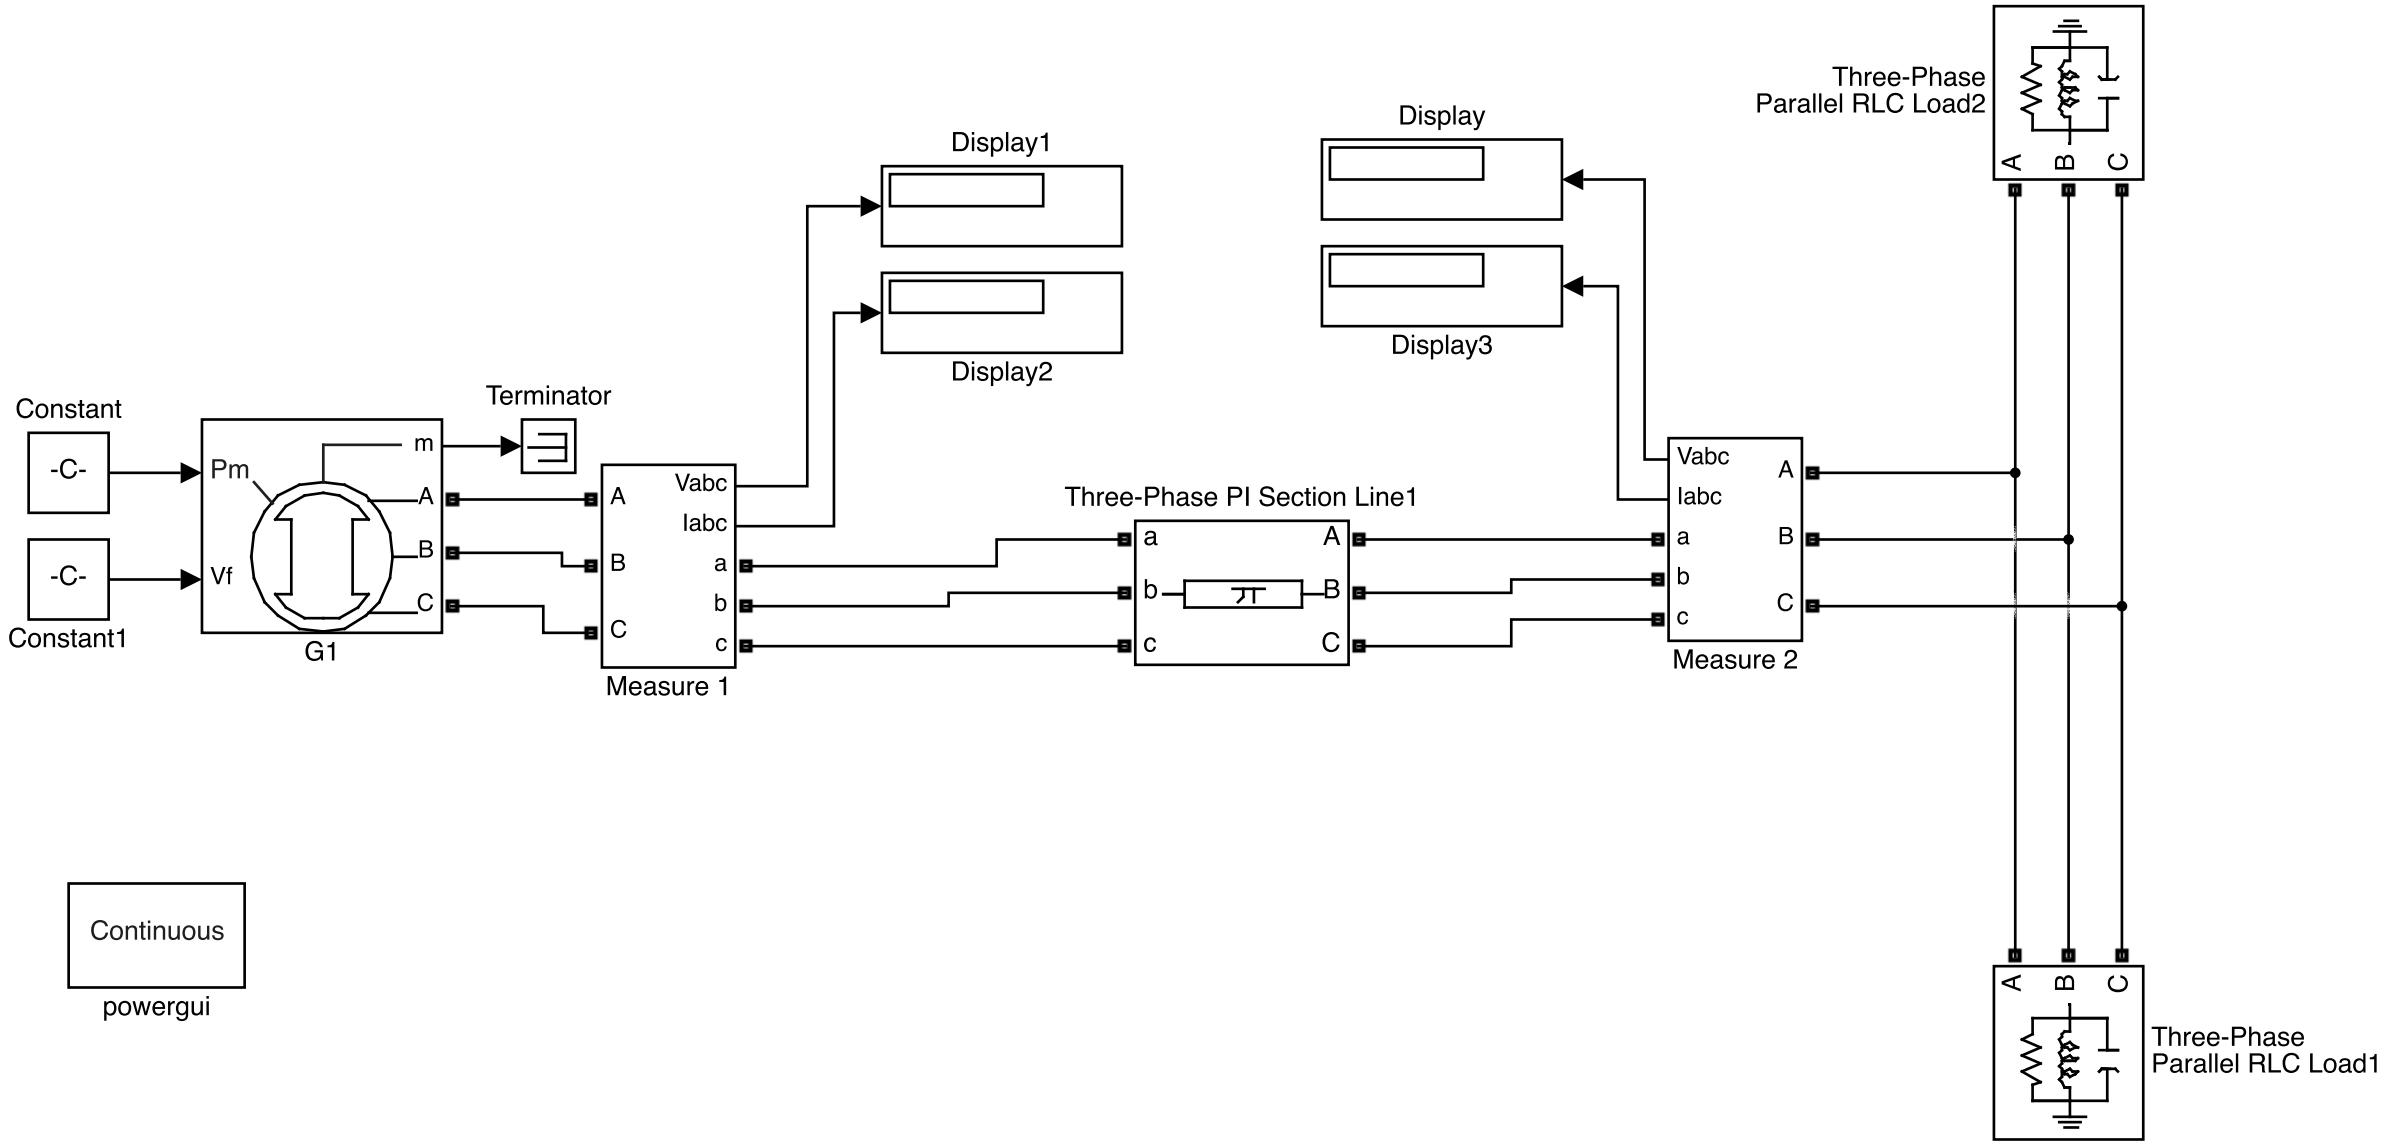 Three-Phase
Parallel RLC Load2
A
B
C
Display
Display1
Display3
Display2
Constant
-C-
Terminator
Pm
m
A
B
C
Vf
G1
-C-
Constant1
Vabc
Iabc
A
B
C
a
b
c
Measure 1
Three-Phase PI Section Line1
a
b
c
A
B
C
Vabc
Iabc
a
b
c
A
B
C
Measure 2
Continuous
powergui
A
B
C
Three-Phase
Parallel RLC Load1